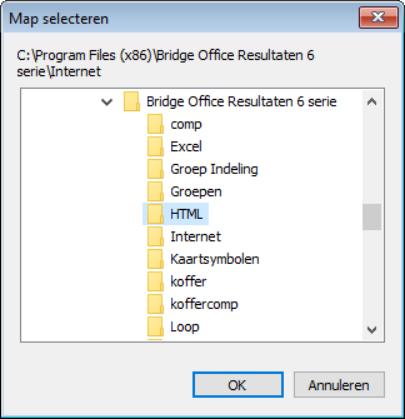 Map selecteren
C:\Program Files (x86)\Bridge Office Resultaten 6
serie\Internet
Bridge Office Resultaten 6 serie
comp
Excel
Groep Indeling
Groepen
HTML
Internet
Kaartsymbolen
koffer
koffercomp
Loop
OK
Annuleren